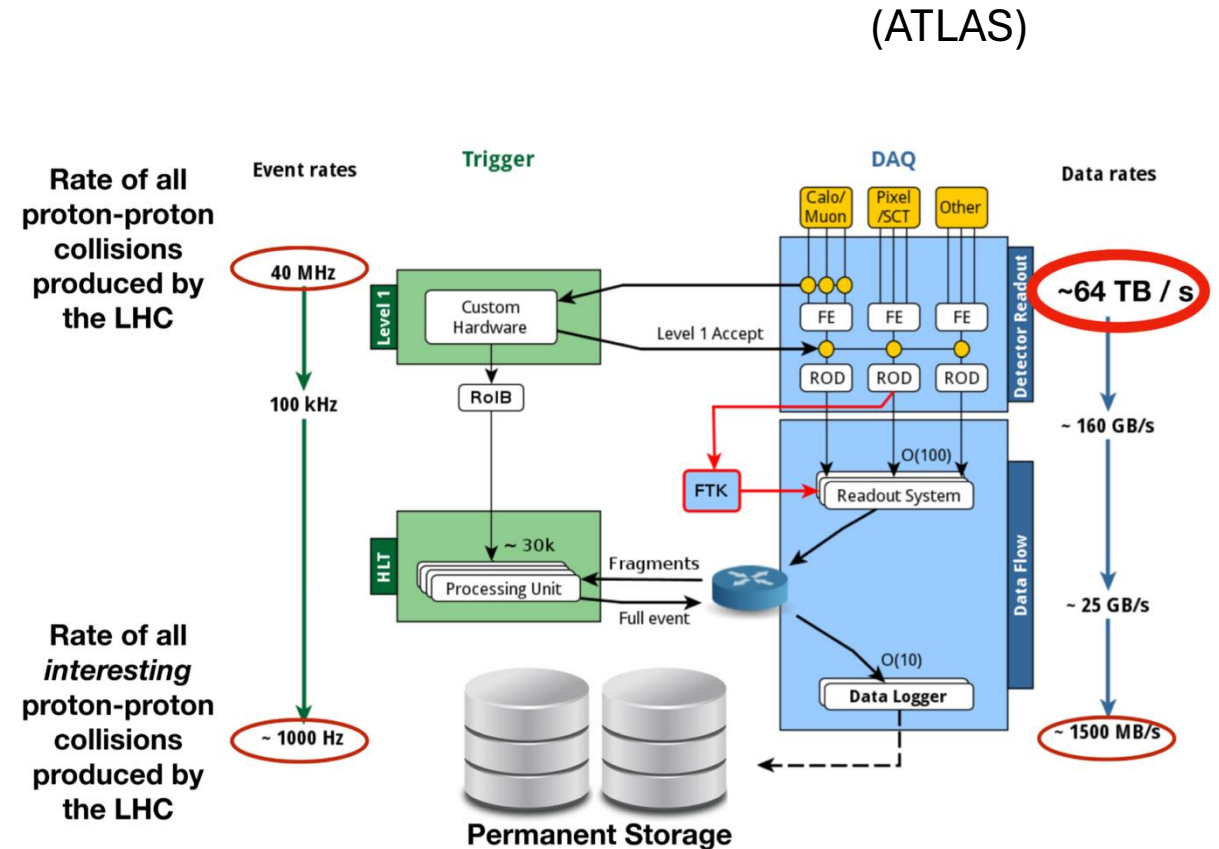 (ATLAS)
Rate of all
proton-proton
collisions
produced by
the LHC
Event rates
40 MHz
100 kHz
~ 1000 Hz
Rate of all
interesting
proton-proton
collisions
produced by
the LHC
Trigger
Level 1
Custom
Hardware
Level 1 Accept
RoIB
HLT
~ 30k
Processing Unit
Fragments
Full event
FTK
DAQ
Calo/
Muon
Pixel
/SCT
Other
FE
FE
FE
ROD
ROD
ROD
Detector Readout
O(100)
Readout System
Data Flow
O(10)
Data Logger
Data rates
~64 TB / s
~ 160 GB/s
~ 25 GB/s
~ 1500 MB/s
Permanent Storage